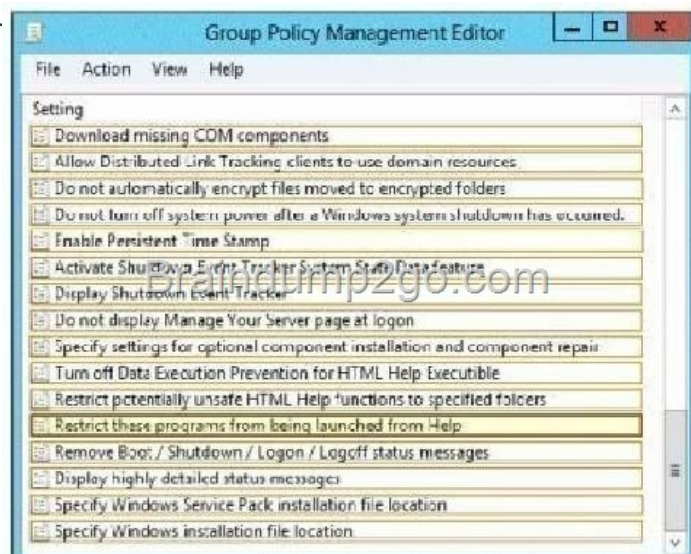 Group Policy Management Editor
File Action View Help
Setting
Download missing COM components
Allow Distributed Link Tracking clients to use domain resources
Do not automatically encrypt files moved to encrypted folders
Do not turn off system power after a Windows system shutdown has occurred.
Enable Persistent Time Stamp
Activate Shutdown Event Tracker System State Data feature
Display Shutdown Event Tracker
Braindump2go.com
Do not display Manage Your Server page at logon
Specify settings for optional component installation and component repair
Turn off Data Execution Prevention for HTML Help Executible
Restrict potentially unsafe HTML Help functions to specified folders
Restrict these programs from being launched from Help
Remove Boot / Shutdown / Logon / Logoff status messages
Display highly detailed status messages
Specify Windows Service Pack installation file location
Specify Windows installation file location